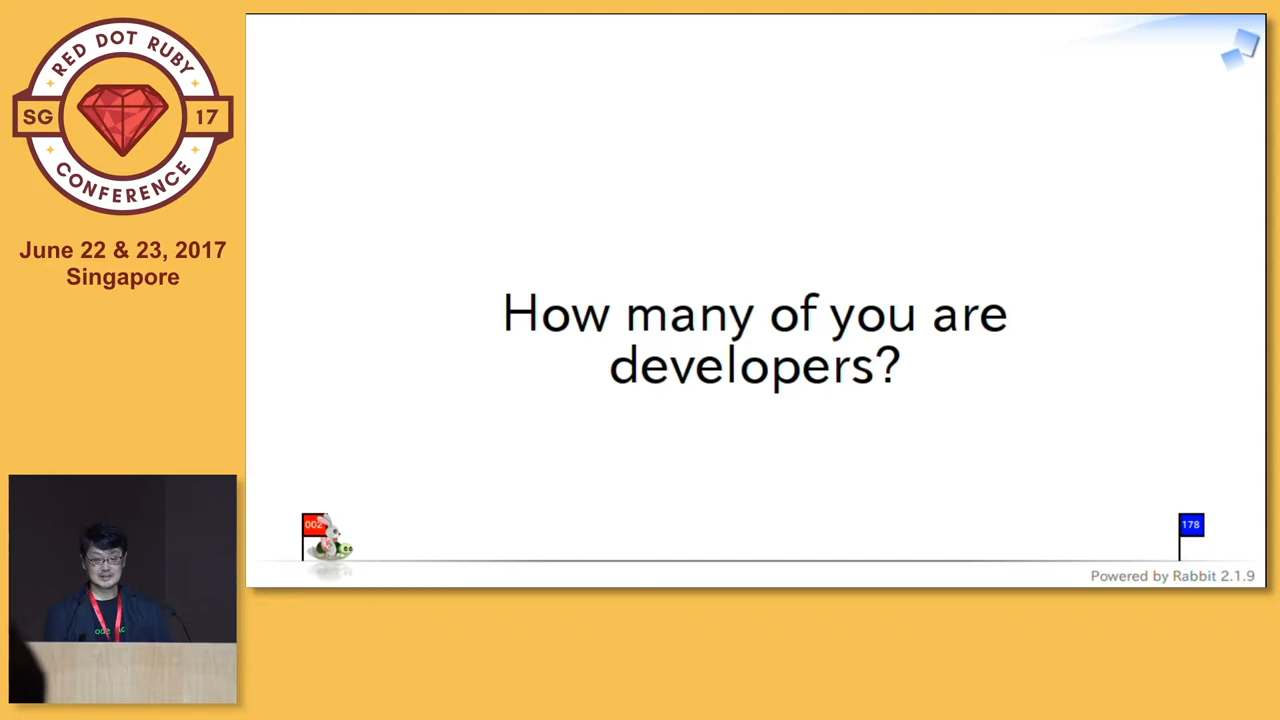 RED DOT RUBY
SG 17
CONFERENCE
June 22 & 23, 2017
Singapore
How many of you are
developers?
002
178
Powered by Rabbit 2.1.9